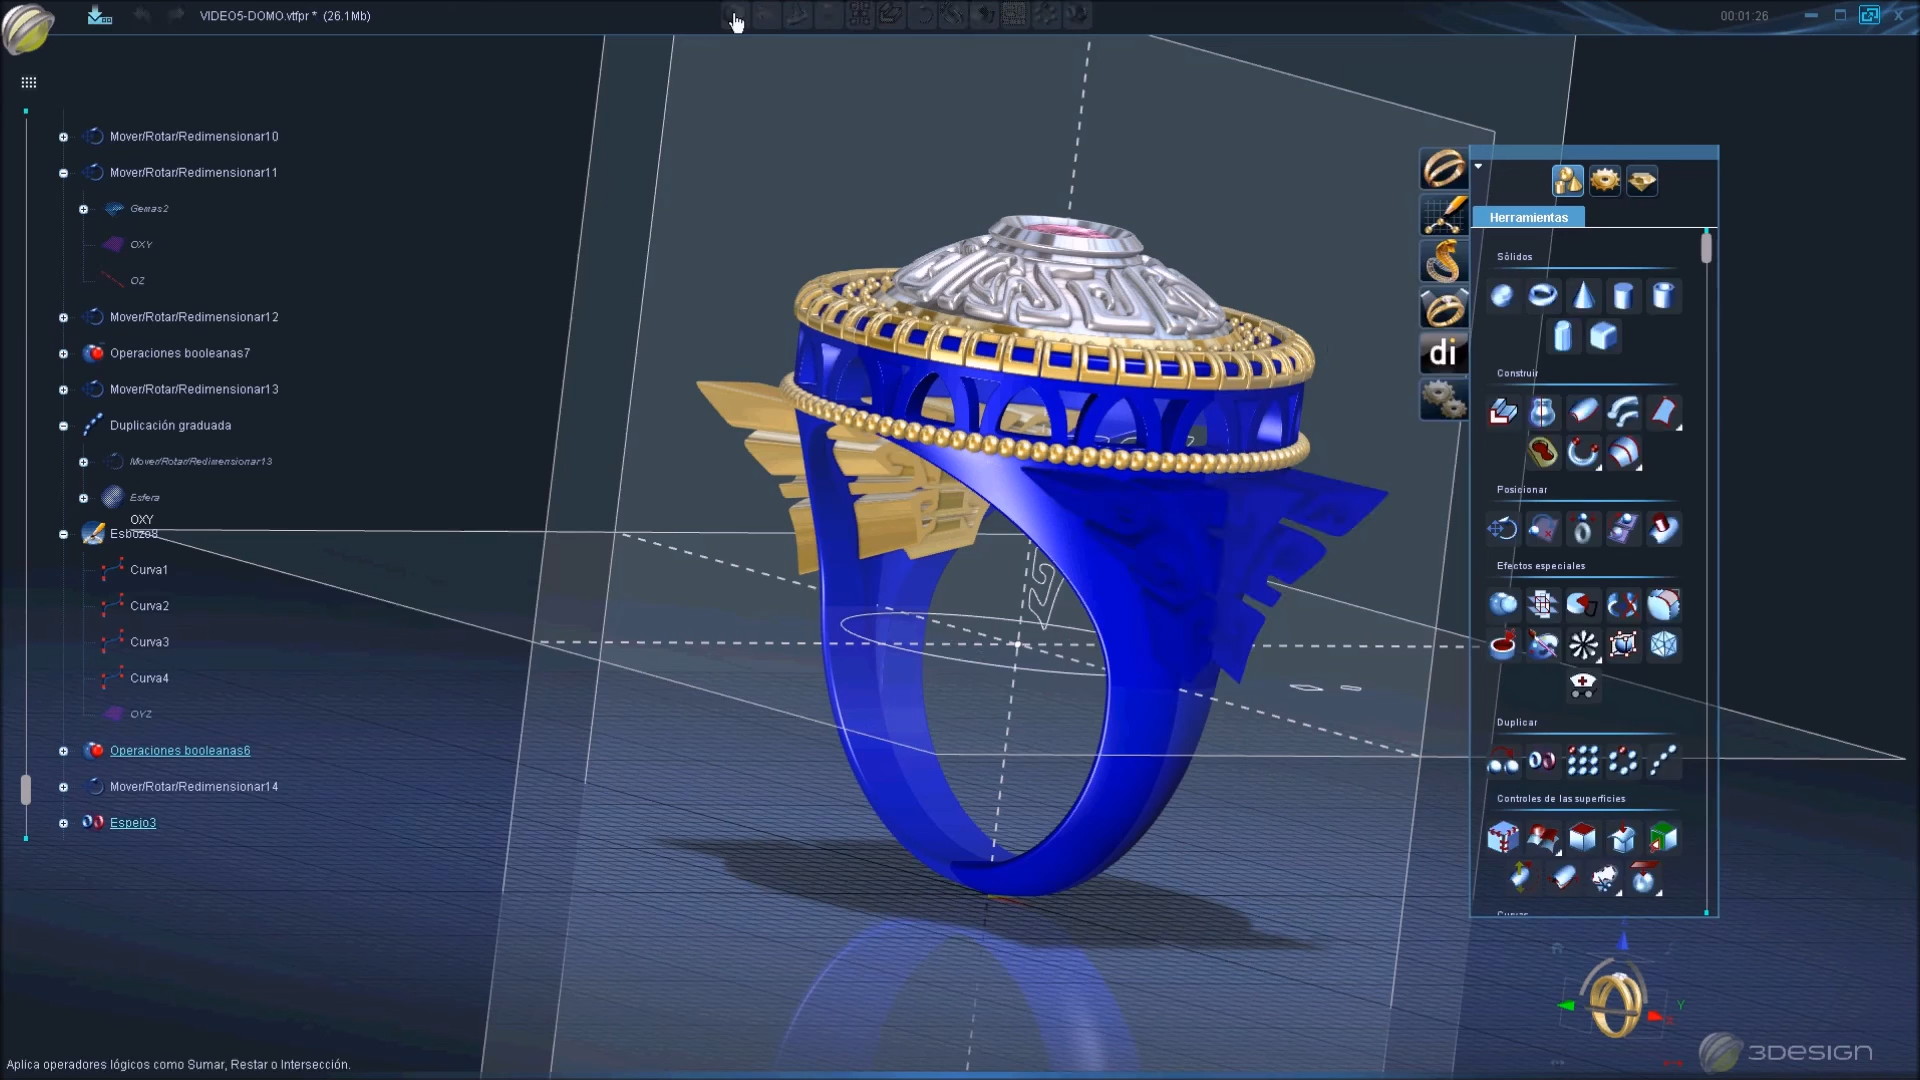 VIDEO5-DOMO.vtfpr * (26.1Mb)
00:01:26
Mover/Rotar/Redimensionar10
Mover/Rotar/Redimensionar11
Gemas2
OXY
OZ
Mover/Rotar/Redimensionar12
Operaciones booleanas7
Mover/Rotar/Redimensionar13
Duplicación graduada
Mover/Rotar/Redimensionar13
Esfera
OXY
Esbozo8
Curva1
Curva2
Curva3
Curva4
OYZ
Operaciones booleanas6
Mover/Rotar/Redimensionar14
Espejo3
Aplica operadores lógicos como Sumar, Restar o Intersección.
di
Herramientas
Sólidos
Construir
Posicionar
Efectos especiales
Duplicar
Controles de las superficies
Curvas
Y
3DESIGN